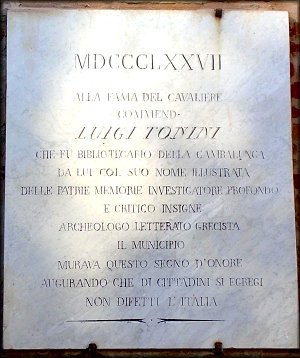 MDCCCLXXVII
ALLA FAMA DEL CAVALIERE
COMMEND.
LUIGI TONINI
CHE FU BIBLIOTECARIO DELLA GAMBALUNGA
DA LUI COL SUO NOME ILLUSTRATA
DELLE PATRIE MEMORIE INVESTICATORE PROFONDO
E CRITICO INSIGNE
ARCHEOLOGO LETTERATO GRECISTA
IL MUNICIPIO
MURAVA QUESTO SEGNO D'ONORE
AUGURANDO CHE DI CITTADINI SI EGREGI
NON DIFETTI L'ITALIA